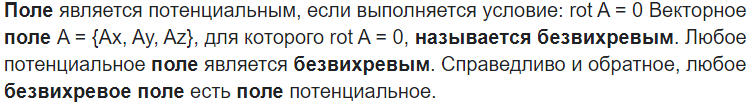 Поле является потенциальным, если выполняется условие: rot A = 0 Векторное
поле A = {Ax, Ay, Az}, для которого rot A = 0, называется безвихревым. Любое
потенциальное поле является безвихревым. Справедливо и обратное, любое
безвихревое поле есть поле потенциальное.